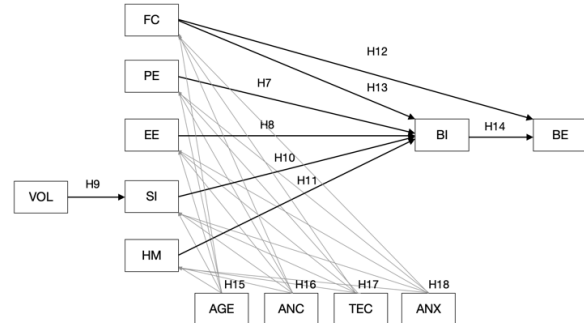 FC
H12
H13
PE
H7
EE
H8
BI
H14
BE
H10
H9
H11
VOL
SI
HM
H15
H16
H17
H18
AGE
ANC
TEC
ANX